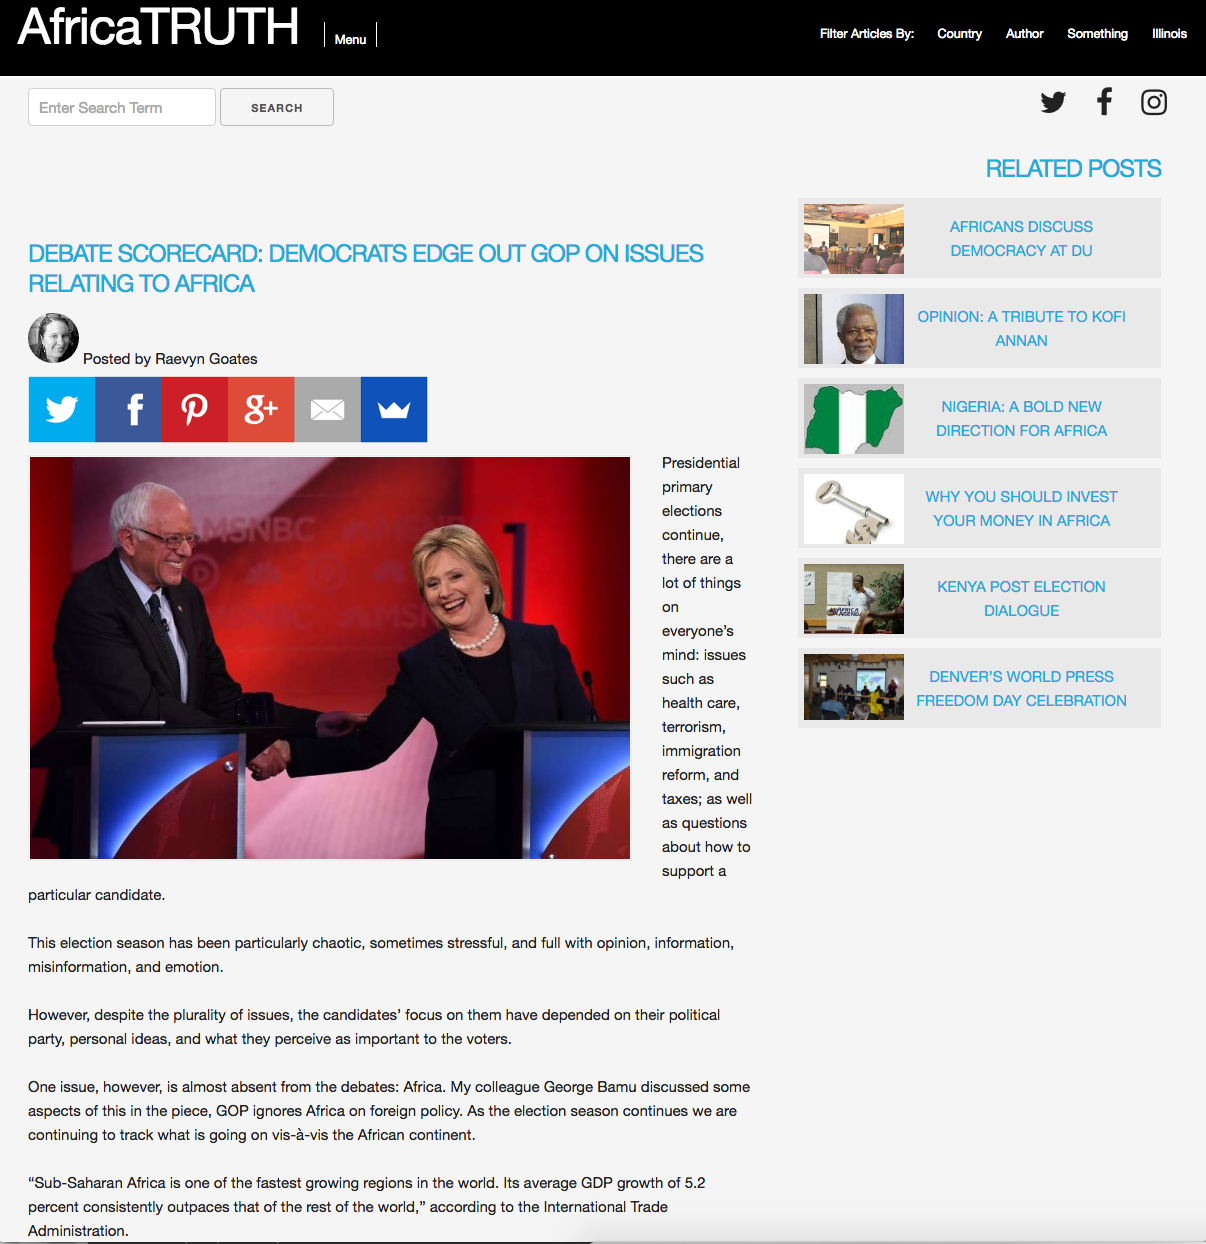 AfricaTRUTH
Menu
Filter Articles By: Country Author Something Illinois
Enter Search Term
SEARCH
DEBATE SCORECARD: DEMOCRATS EDGE OUT GOP ON ISSUES
RELATING TO AFRICA
Posted by Raevyn Goates
g+
MSNBC
Presidential
primary
elections
continue,
there are a
lot of things
on
everyone’s
mind: issues
such as
health care,
terrorism,
immigration
reform, and
taxes; as well
as questions
about how to
support a
particular candidate.
This election season has been particularly chaotic, sometimes stressful, and full with opinion, information,
misinformation, and emotion.
However, despite the plurality of issues, the candidates’ focus on them have depended on their political
party, personal ideas, and what they perceive as important to the voters.
One issue, however, is almost absent from the debates: Africa. My colleague George Bamu discussed some
aspects of this in the piece, GOP ignores Africa on foreign policy. As the election season continues we are
continuing to track what is going on vis-à-vis the African continent.
“Sub-Saharan Africa is one of the fastest growing regions in the world. Its average GDP growth of 5.2
percent consistently outpaces that of the rest of the world,” according to the International Trade
Administration.
RELATED POSTS
AFRICANS DISCUSS
DEMOCRACY AT DU
OPINION: A TRIBUTE TO KOFI
ANNAN
NIGERIA: A BOLD NEW
DIRECTION FOR AFRICA
WHY YOU SHOULD INVEST
YOUR MONEY IN AFRICA
KENYA POST ELECTION
DIALOGUE
AFRICA
AGENDA
DENVER’S WORLD PRESS
FREEDOM DAY CELEBRATION